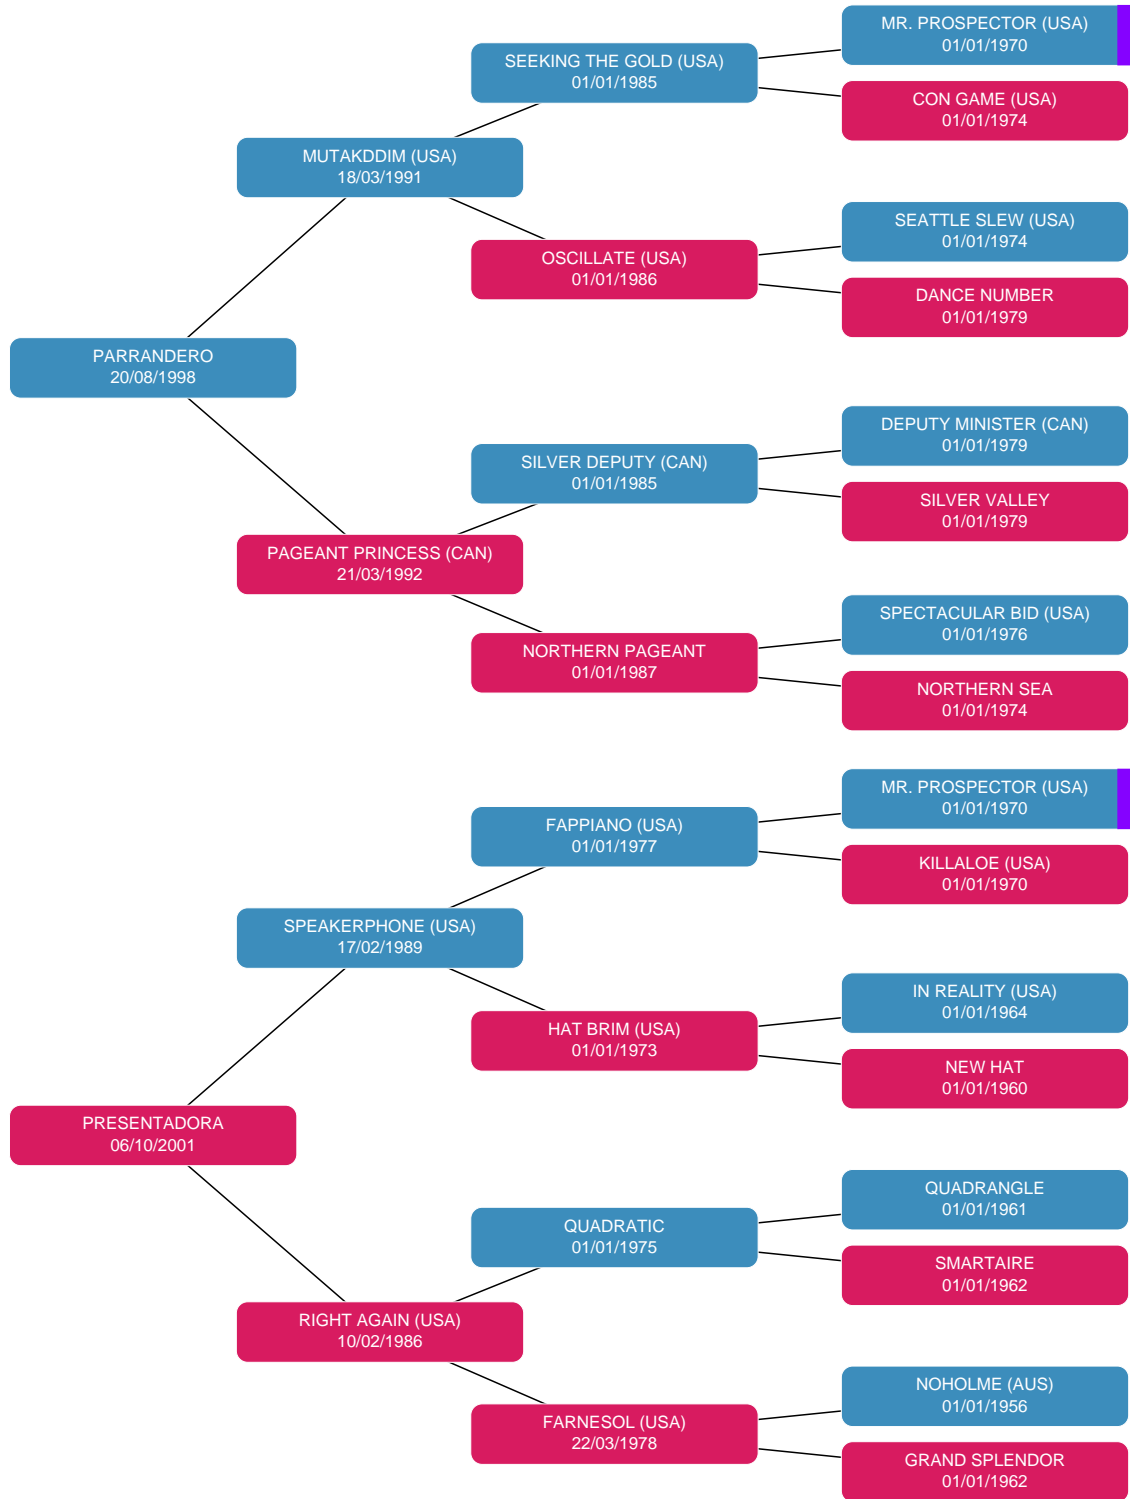 MR. PROSPECTOR (USA)
01/01/1970
SEEKING THE GOLD (USA)
01/01/1985
CON GAME (USA)
01/01/1974
MUTAKDDIM (USA)
18/03/1991
SEATTLE SLEW (USA)
01/01/1974
OSCILLATE (USA)
01/01/1986
DANCE NUMBER
01/01/1979
PARRANDERO
20/08/1998
DEPUTY MINISTER (CAN)
01/01/1979
SILVER DEPUTY (CAN)
01/01/1985
SILVER VALLEY
01/01/1979
PAGEANT PRINCESS (CAN)
21/03/1992
SPECTACULAR BID (USA)
01/01/1976
NORTHERN PAGEANT
01/01/1987
NORTHERN SEA
01/01/1974
MR. PROSPECTOR (USA)
01/01/1970
FAPPIANO (USA)
01/01/1977
KILLALOE (USA)
01/01/1970
SPEAKERPHONE (USA)
17/02/1989
IN REALITY (USA)
01/01/1964
HAT BRIM (USA)
01/01/1973
NEW HAT
01/01/1960
PRESENTADORA
06/10/2001
QUADRANGLE
01/01/1961
QUADRATIC
01/01/1975
SMARTAIRE
01/01/1962
RIGHT AGAIN (USA)
10/02/1986
NOHOLME (AUS)
01/01/1956
FARNESOL (USA)
22/03/1978
GRAND SPLENDOR
01/01/1962